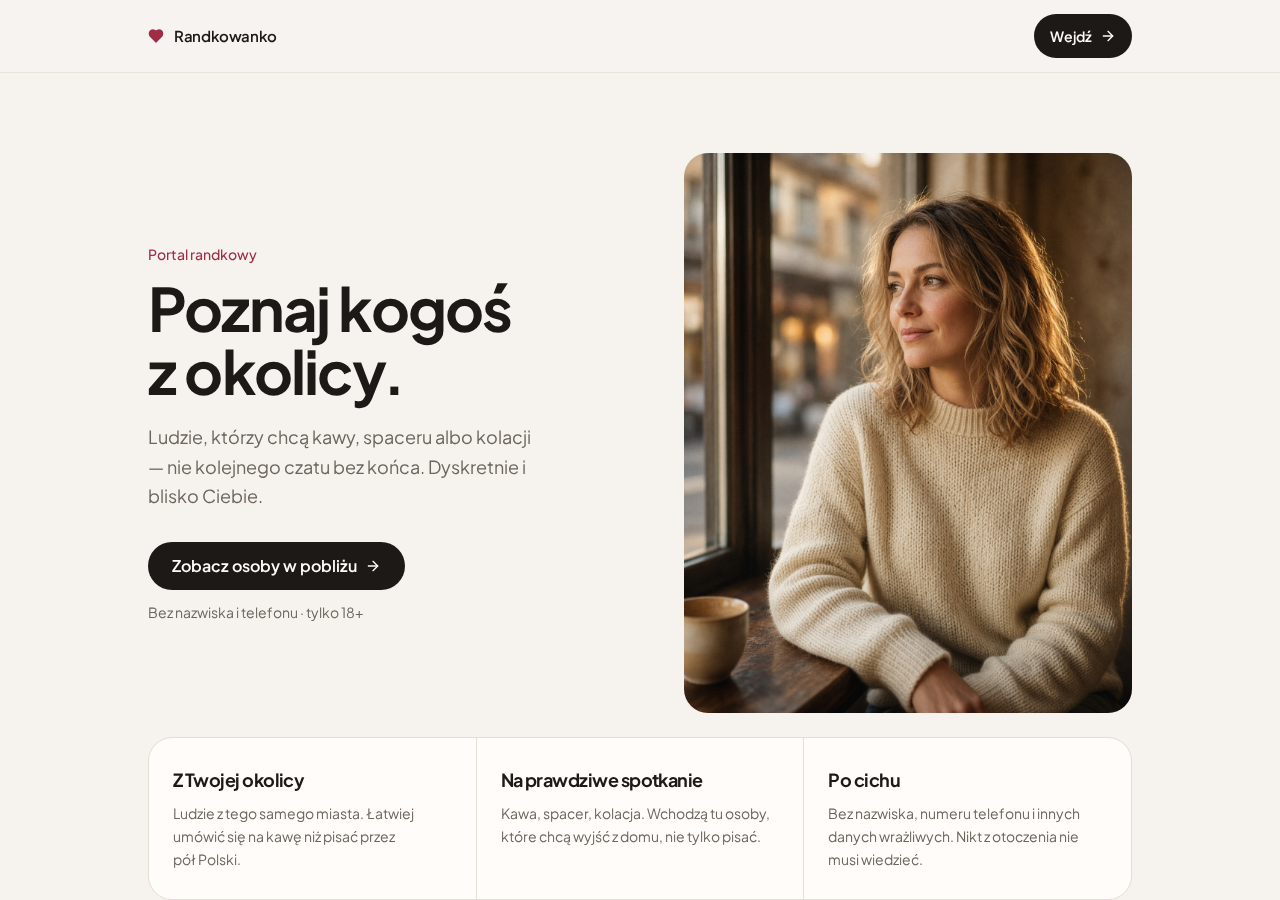 Randkowanko
Wejdź
Portal randkowy
Poznaj kogoś
z okolicy.
Ludzie, którzy chcą kawy, spaceru albo kolacji
— nie kolejnego czatu bez końca. Dyskretnie i
blisko Ciebie.
Zobacz osoby w pobliżu
Bez nazwiska i telefonu · tylko 18+
Z Twojej okolicy
Ludzie z tego samego miasta. Łatwiej
umówić się na kawę niż pisać przez
pół Polski.
Na prawdziwe spotkanie
Kawa, spacer, kolacja. Wchodzą tu osoby,
które chcą wyjść z domu, nie tylko pisać.
Po cichu
Bez nazwiska, numeru telefonu i innych
danych wrażliwych. Nikt z otoczenia nie
musi wiedzieć.